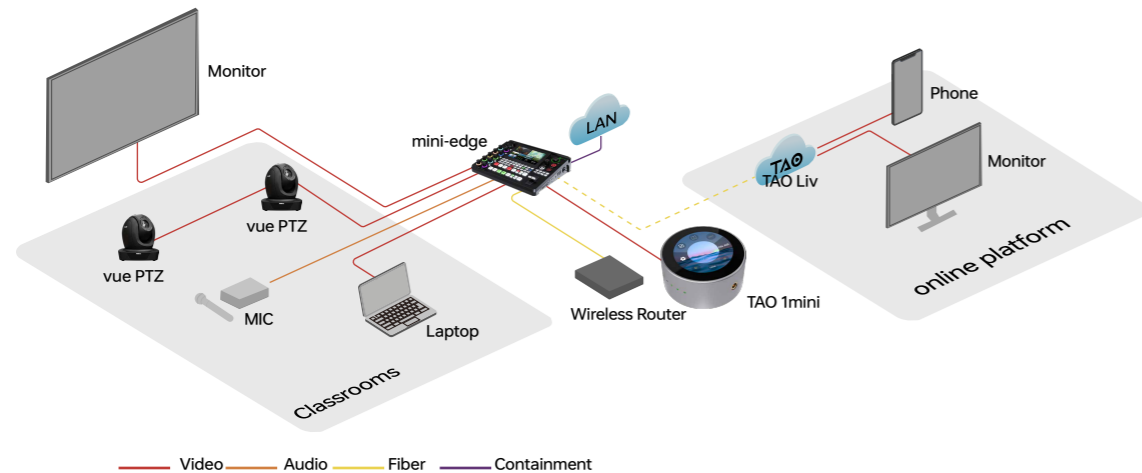 Monitor
LAN
mini-edge
Phone
TAO
TAO Liv
Monitor
vue PTZ
vue PTZ
online platform
MIC
Laptop
Wireless Router
TAO 1mini
Classrooms
Video
Audio
Fiber
Containment